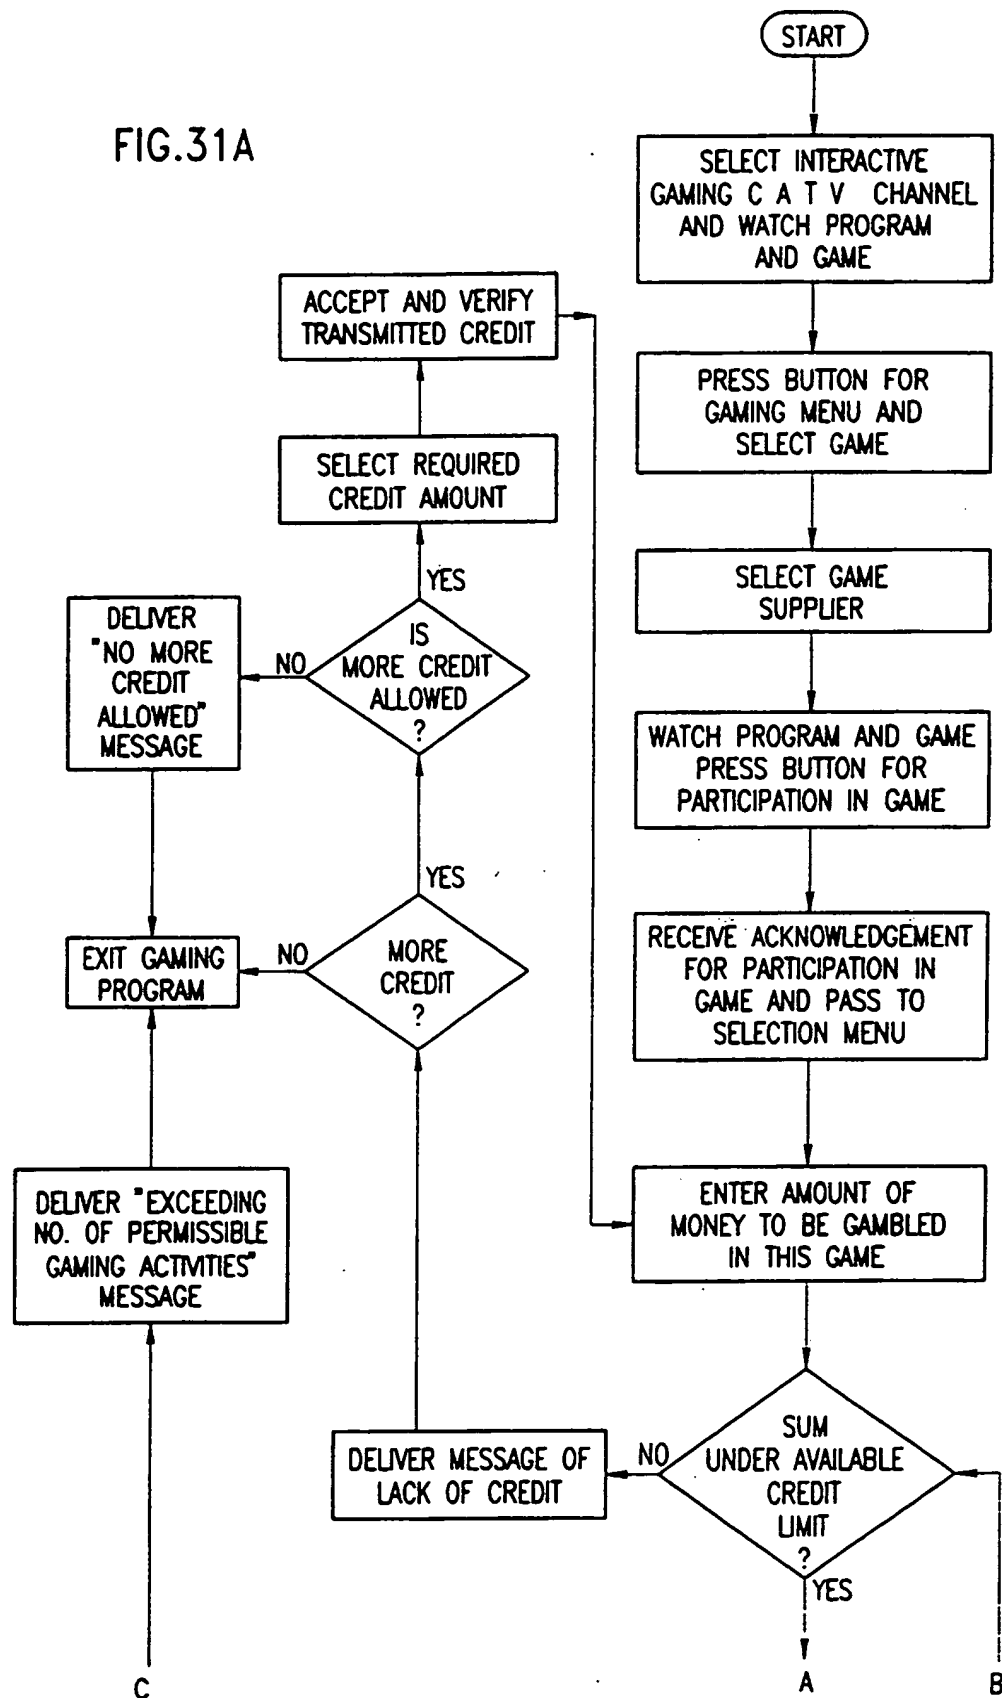 START
FIG.31A
SELECT INTERACTIVE
GAMING C A T V CHANNEL
AND WATCH PROGRAM
AND GAME
PRESS BUTTON FOR
GAMING MENU AND
SELECT GAME
SELECT GAME
SUPPLIER
WATCH PROGRAM AND GAME
PRESS BUTTON FOR
PARTICIPATION IN GAME
RECEIVE ACKNOWLEDGEMENT
FOR PARTICIPATION IN
GAME AND PASS TO
SELECTION MENU
ENTER AMOUNT OF
MONEY TO BE GAMBLED
IN THIS GAME
SUM
UNDER AVAILABLE
CREDIT
LIMIT
?
NO
YES
DELIVER MESSAGE OF
LACK OF CREDIT
MORE
CREDIT
?
NO
YES
IS
MORE CREDIT
ALLOWED
?
NO
YES
SELECT REQUIRED
CREDIT AMOUNT
ACCEPT AND VERIFY
TRANSMITTED CREDIT
DELIVER
"NO MORE
CREDIT
ALLOWED"
MESSAGE
EXIT GAMING
PROGRAM
DELIVER "EXCEEDING
NO. OF PERMISSIBLE
GAMING ACTIVITIES"
MESSAGE
C
A
B